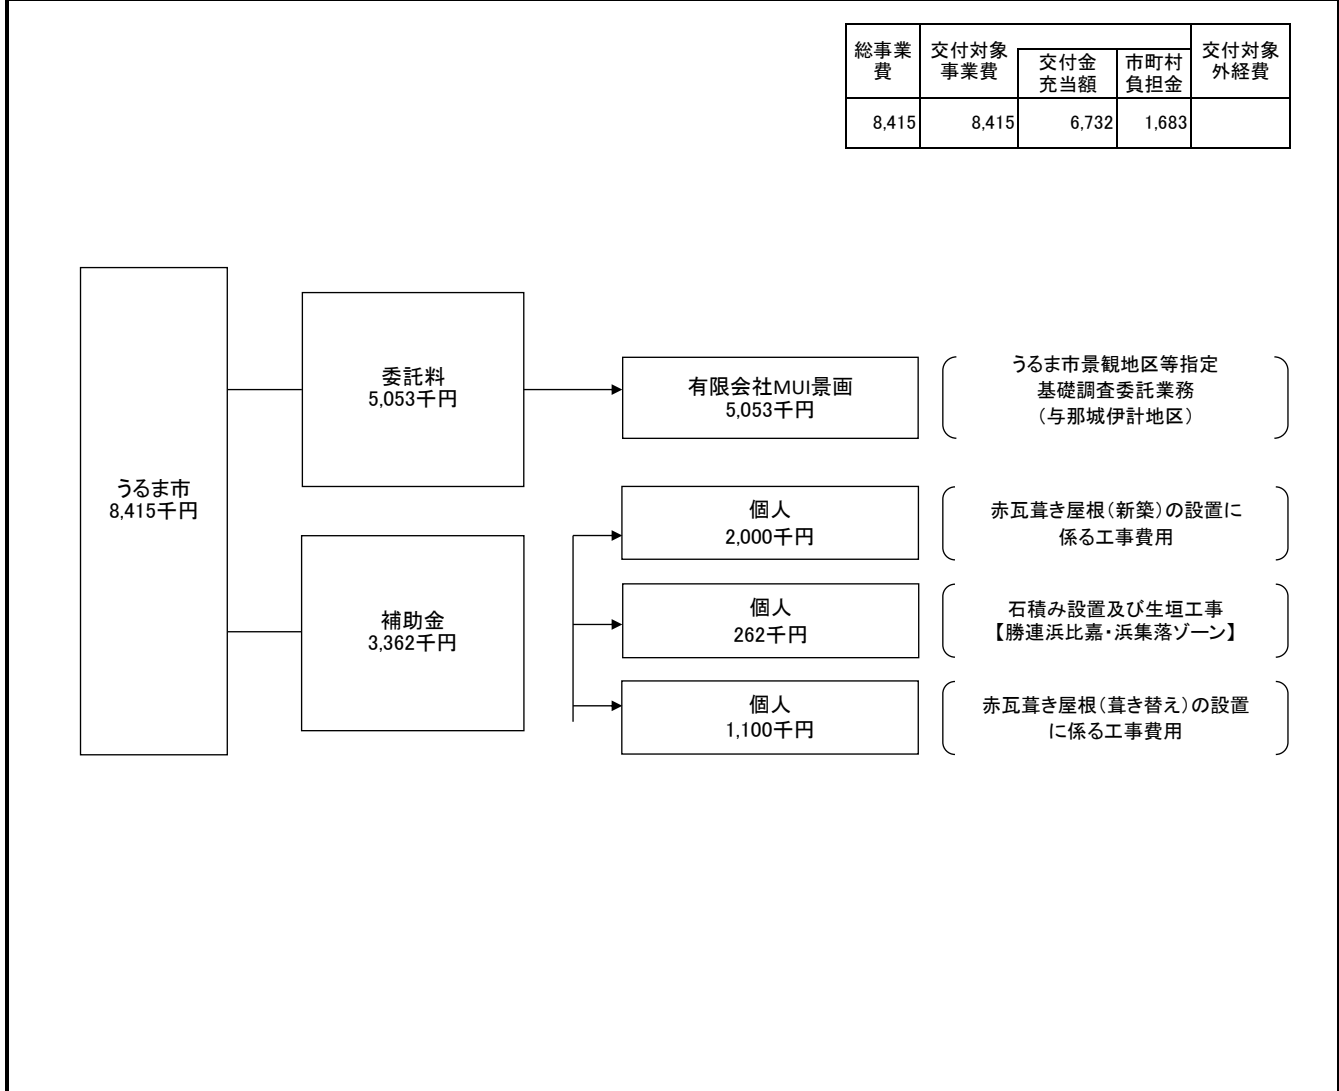 総事業
費
交付対象
事業費
交付金
充当額
市町村
負担金
交付対象
外経費
8,415
8,415
6,732
1,683
うるま市
8,415千円
委託料
5,053千円
有限会社MUI景画
5,053千円
うるま市景観地区等指定
基礎調査委託業務
(与那城伊計地区)
補助金
3,362千円
個人
2,000千円
赤瓦葺き屋根(新築)の設置に
係る工事費用
個人
262千円
石積み設置及び生垣工事
【勝連浜比嘉・浜集落ゾーン】
個人
1,100千円
赤瓦葺き屋根(葺き替え)の設置
に係る工事費用